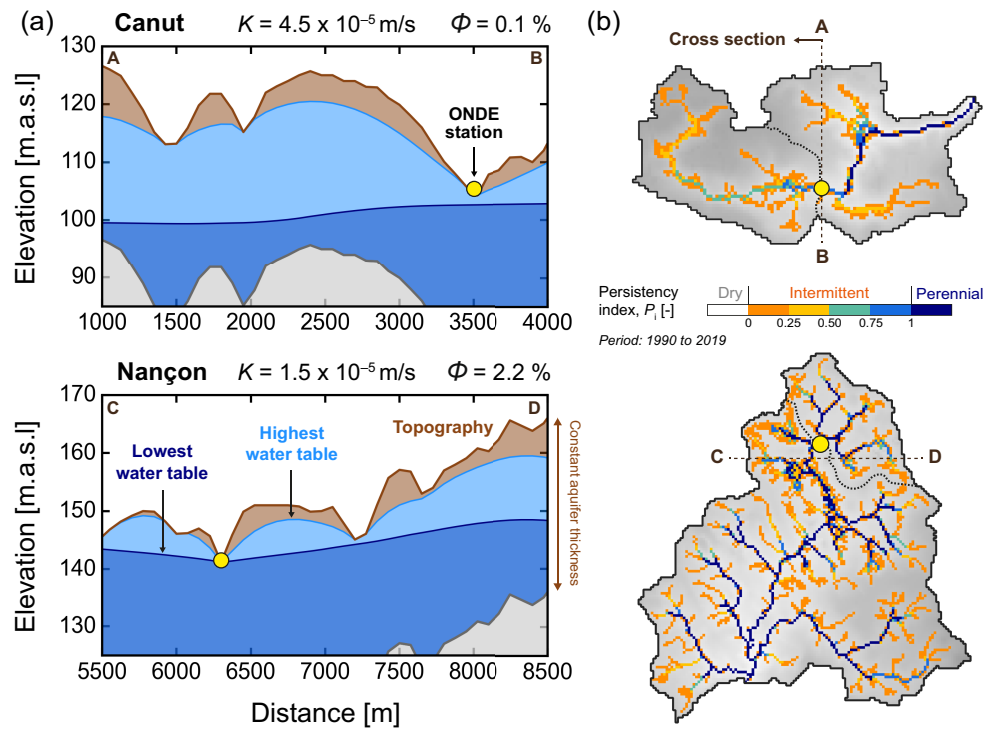 (a)
Canut K = 4.5 x 10⁻⁵ m/s Φ = 0.1 %
Elevation [m.a.s.l]
130
120
110
100
90
A
B
ONDE
station
1000 1500 2000 2500 3000 3500 4000
Nançon K = 1.5 x 10⁻⁵ m/s Φ = 2.2 %
Elevation [m.a.s.l]
170
160
150
140
130
C
D
Lowest
water table
Highest
water table
Topography
Constant aquifer thickness
5500 6000 6500 7000 7500 8000 8500
Distance [m]
(b)
A
Cross section
B
Persistency
index, Pi [-]
Dry Intermittent Perennial
0 0.25 0.50 0.75 1
Period: 1990 to 2019
C
D